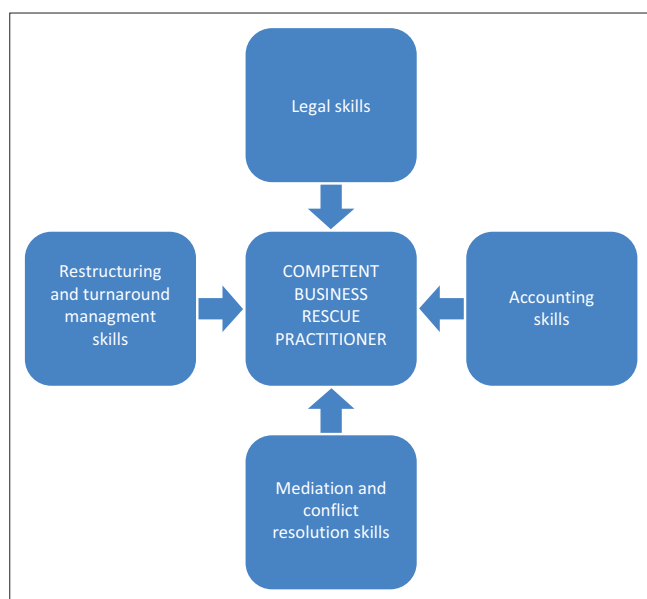 Legal skills
Restructuring
and turnaround
managment
skills
COMPETENT
BUSINESS
RESCUE
PRACTITIONER
Accounting
skills
Mediation and
conflict
resolution skills